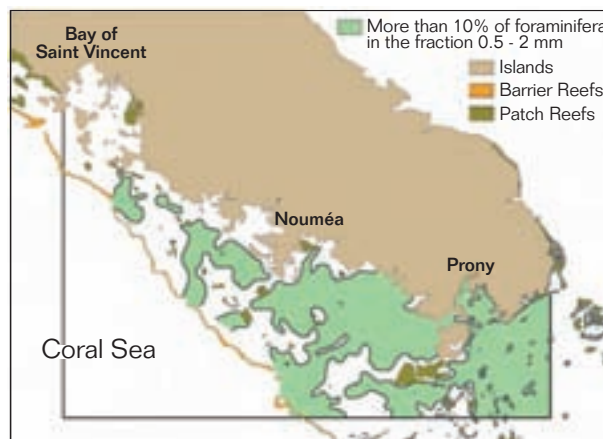 Bay of
Saint Vincent
More than 10% of foraminifera
in the fraction 0.5 - 2 mm
Islands
Barrier Reefs
Patch Reefs
Nouméa
Prony
Coral Sea